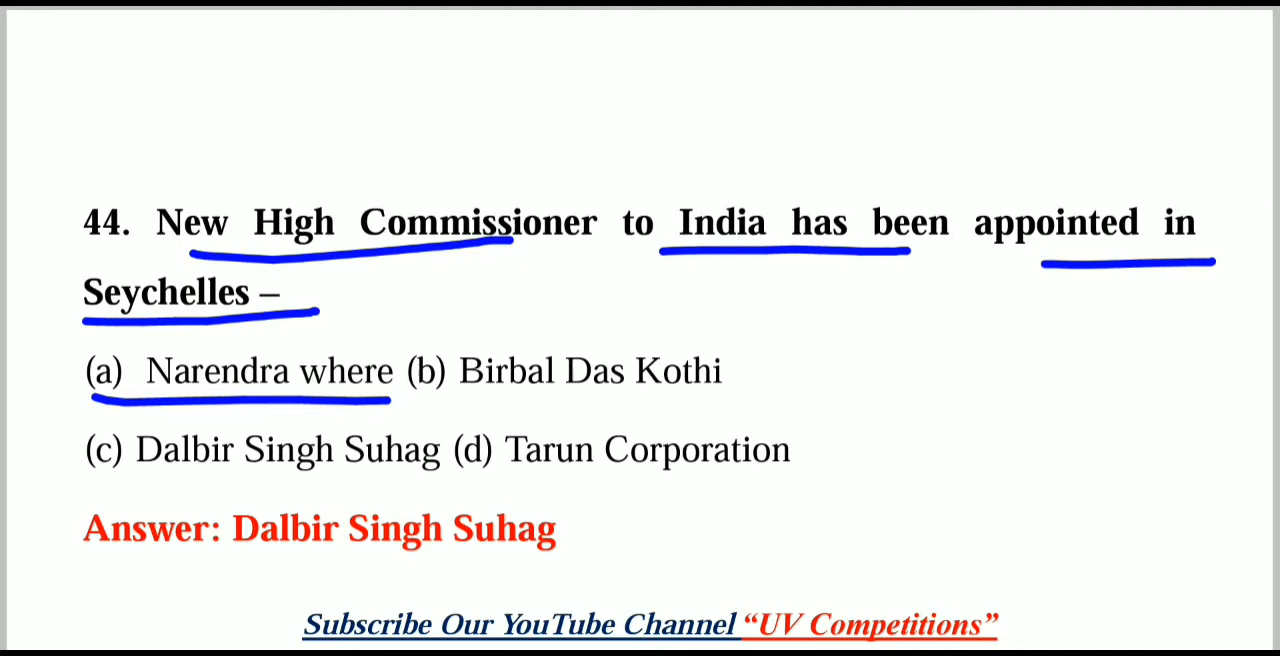 44. New High Commissioner to India has been appointed in
Seychelles –
(a) Narendra where (b) Birbal Das Kothi
(c) Dalbir Singh Suhag (d) Tarun Corporation
Answer: Dalbir Singh Suhag
Subscribe Our YouTube Channel “UV Competitions”